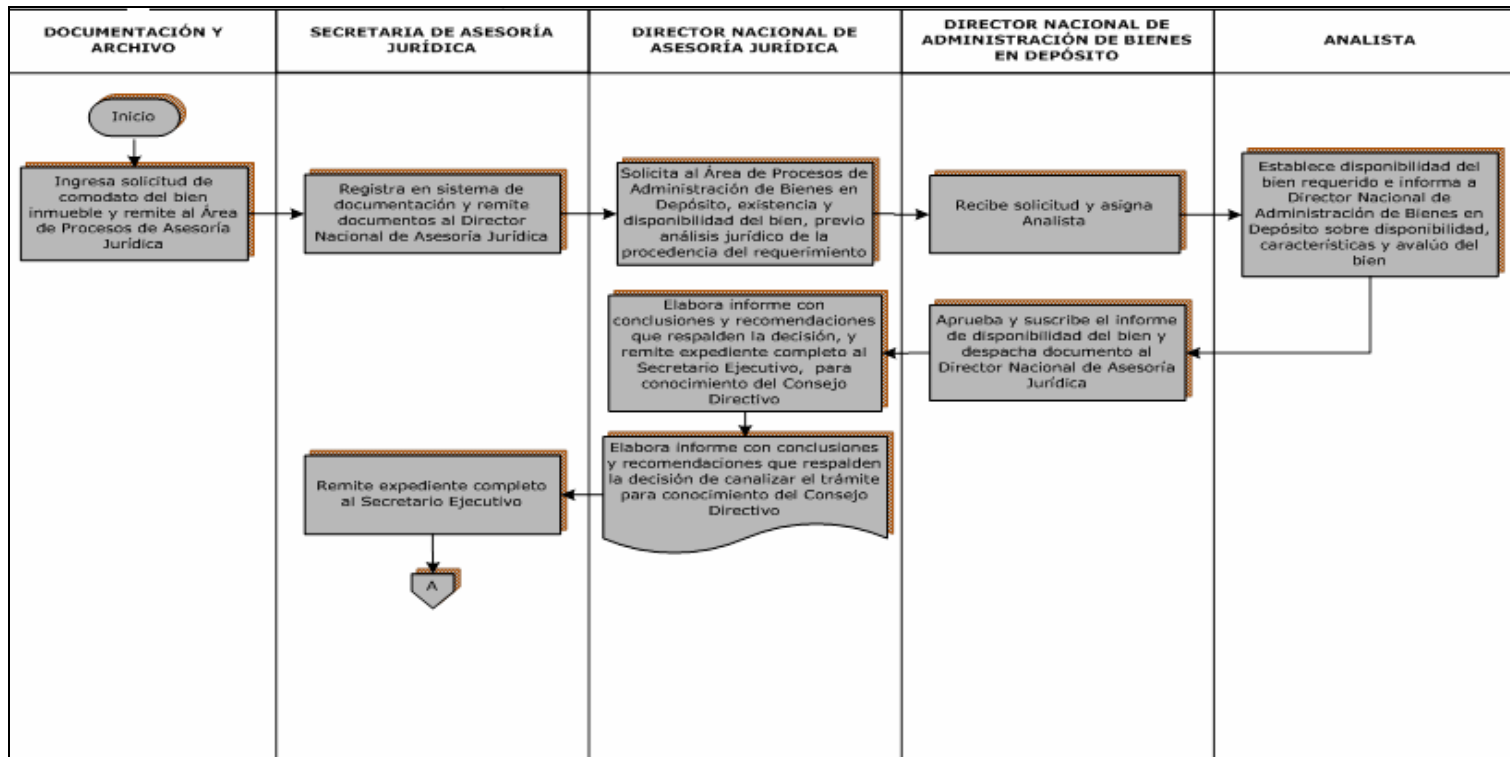 DOCUMENTACIÓN Y
ARCHIVO
SECRETARIA DE ASESORÍA
JURÍDICA
DIRECTOR NACIONAL DE
ASESORÍA JURÍDICA
DIRECTOR NACIONAL DE
ADMINISTRACIÓN DE BIENES
EN DEPÓSITO
ANALISTA
Inicio
Ingresa solicitud de
comodato del bien
inmueble y remite al Área
de Procesos de Asesoría
Jurídica
Registra en sistema de
documentación y remite
documentos al Director
Nacional de Asesoría Jurídica
Solicita al Área de Procesos de
Administración de Bienes en
Depósito, existencia y
disponibilidad del bien, previo
análisis jurídico de la
procedencia del requerimiento
Recibe solicitud y asigna
Analista
Establece disponibilidad del
bien requerido e informa a
Director Nacional de
Administración de Bienes en
Depósito sobre disponibilidad,
características y avalúo del
bien
Aprueba y suscribe el informe
de disponibilidad del bien y
despacha documento al
Director Nacional de Asesoría
Jurídica
Elabora informe con
conclusiones y recomendaciones
que respalden la decisión, y
remite expediente completo al
Secretario Ejecutivo, para
conocimiento del Consejo
Directivo
Elabora informe con conclusiones
y recomendaciones que respalden
la decisión de canalizar el trámite
para conocimiento del Consejo
Directivo
Remite expediente completo
al Secretario Ejecutivo
A